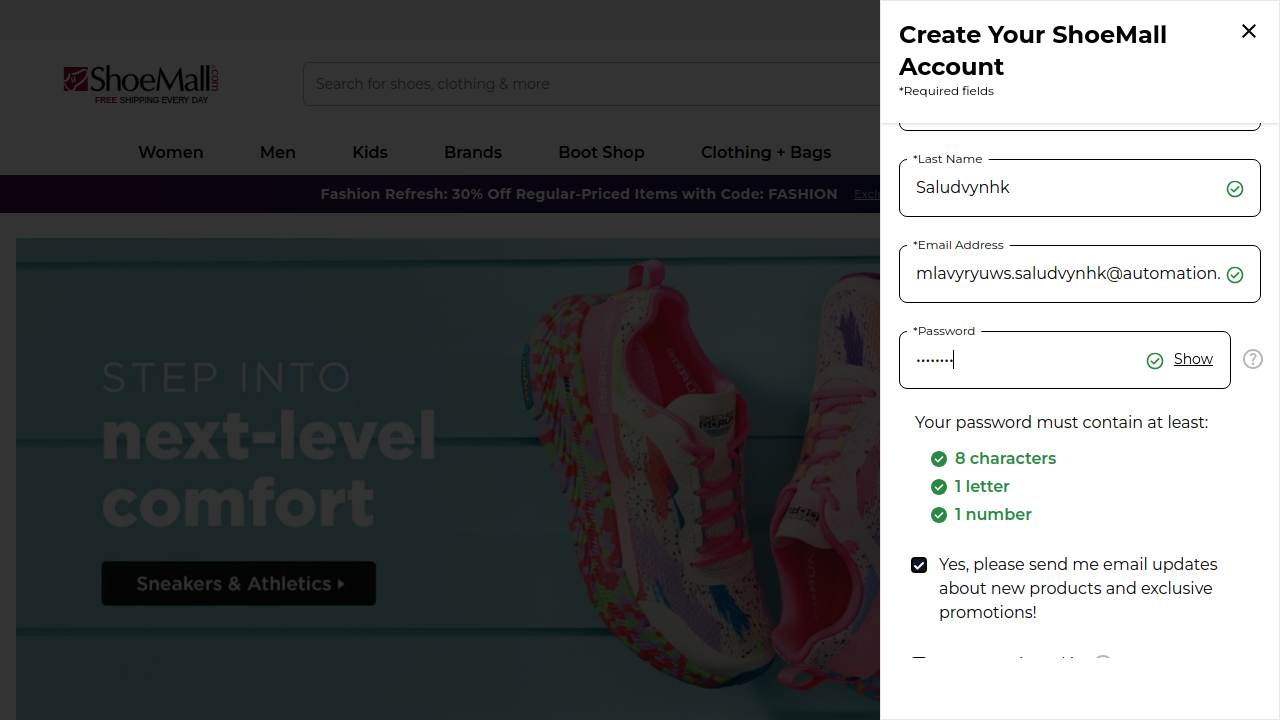 Create Your ShoeMall
Account
*Required fields
ShoeMall.com
FREE SHIPPING EVERY DAY
Search for shoes, clothing & more
Women Men Kids Brands Boot Shop Clothing + Bags
Fashion Refresh: 30% Off Regular-Priced Items with Code: FASHION
STEP INTO
next-level
comfort
Sneakers & Athletics
*Last Name
Saludvynhk
*Email Address
mlavyryuws.saludvynhk@automation.
*Password
••••••••
Show
Your password must contain at least:
8 characters
1 letter
1 number
Yes, please send me email updates
about new products and exclusive
promotions!